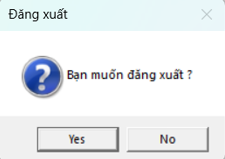 Đăng xuất
Bạn muốn đăng xuất ?
Yes
No